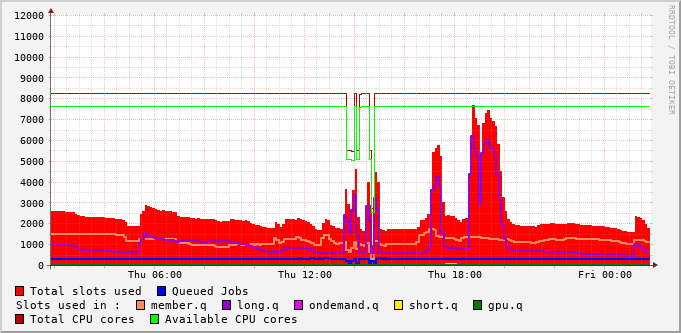 12000
11000
10000
9000
8000
7000
6000
5000
4000
3000
2000
1000
0
Thu 06:00 Thu 12:00 Thu 18:00 Fri 00:00
RRDTOOL / TOBI OETIKER
Total slots used Queued Jobs
Slots used in : member.q long.q ondemand.q short.q gpu.q
Total CPU cores Available CPU cores